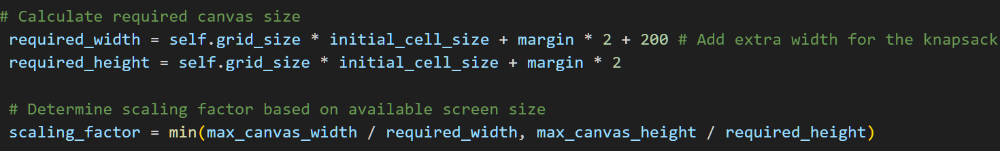 # Calculate required canvas size
required_width = self.grid_size * initial_cell_size + margin * 2 + 200 # Add extra width for the knapsack
required_height = self.grid_size * initial_cell_size + margin * 2
# Determine scaling factor based on available screen size
scaling_factor = min(max_canvas_width / required_width, max_canvas_height / required_height)